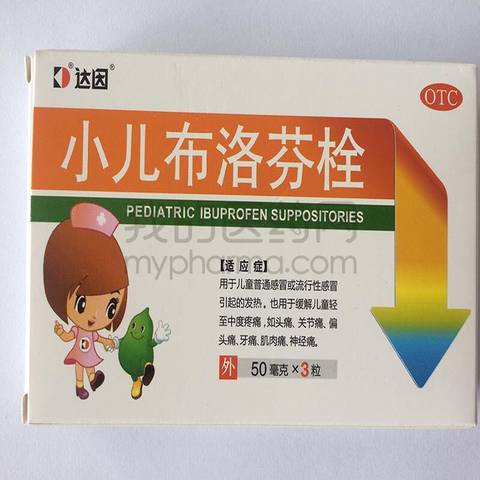 达因
OTC
小儿布洛芬栓
PEDIATRIC IBUPROFEN SUPPOSITORIES
我的医药网
mypharma.com
【适应症】
用于儿童普通感冒或流行性感冒
引起的发热。也用于缓解儿童轻
至中度疼痛,如头痛、关节痛、偏
头痛、牙痛、肌肉痛、神经痛。
外 50毫克×3粒